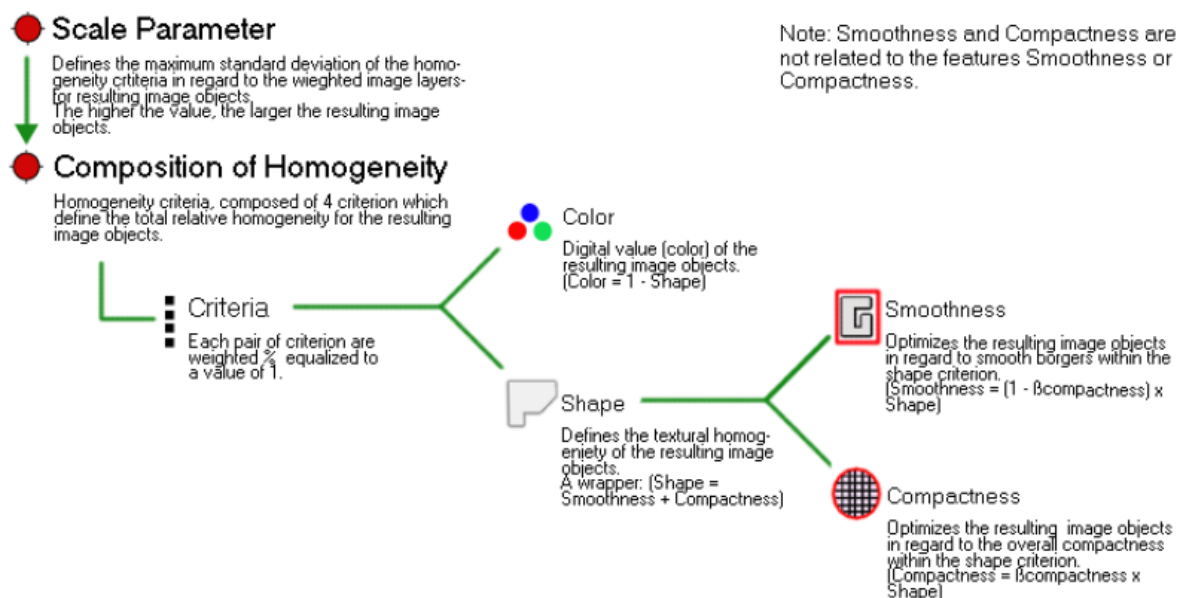 Scale Parameter
Defines the maximum standard deviation of the homo-
geneity crtiteria in regard to the wieghted image layers-
for resulting image objects.
The higher the value, the larger the resulting image
objects.
Note: Smoothness and Compactness are
not related to the features Smoothness or
Compactness.
Composition of Homogeneity
Homogeneity criteria, composed of 4 criterion which
define the total relative homogeneity for the resulting
image objects.
Color
Digital value (color) of the
resulting image objects.
(Color = 1 - Shape)
Criteria
Each pair of criterion are
weighted % equalized to
a value of 1.
Shape
Defines the textural homog-
eniety of the resulting image
objects.
A wrapper: (Shape =
Smoothness + Compactness)
Smoothness
Optimizes the resulting image objects
in regard to smooth borgers within the
shape criterion.
(Smoothness = (1 - ßcompactness) x
Shape)
Compactness
Optimizes the resulting image objects
in regard to the overall compactness
within the shape criterion.
(Compactness = ßcompactness x
Shape)